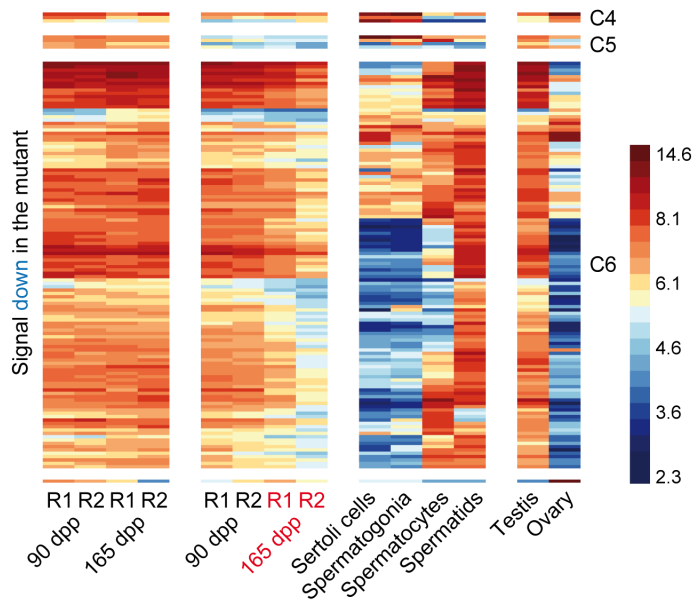 C4
C5
C6
Signal down in the mutant
14.6
8.1
6.1
4.6
3.6
2.3
R1 R2 R1 R2
90 dpp
165 dpp
R1 R2 R1 R2
90 dpp
165 dpp
Sertoli cells
Spermatogonia
Spermatocytes
Spermatids
Testis
Ovary